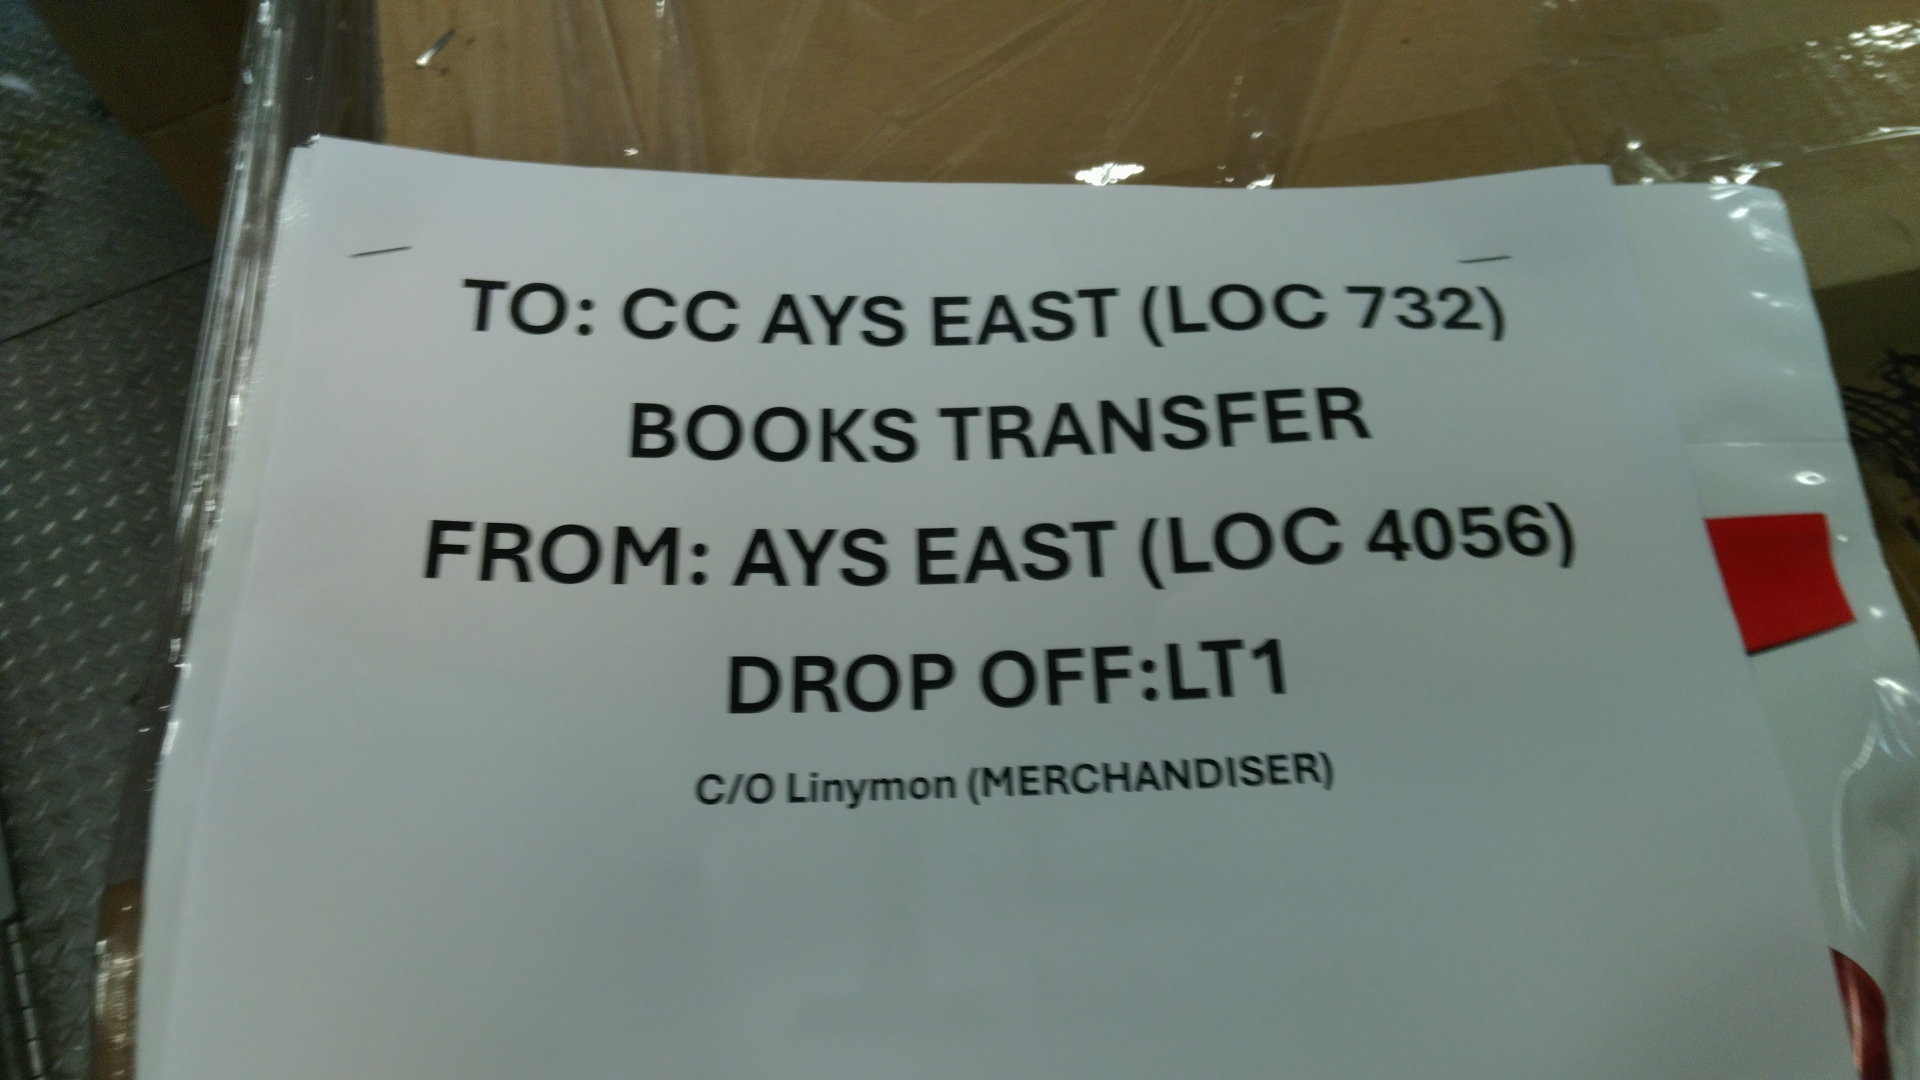 TO: CC AYS EAST (LOC 732)
BOOKS TRANSFER
FROM: AYS EAST (LOC 4056)
DROP OFF:LT1
C/O Linymon (MERCHANDISER)